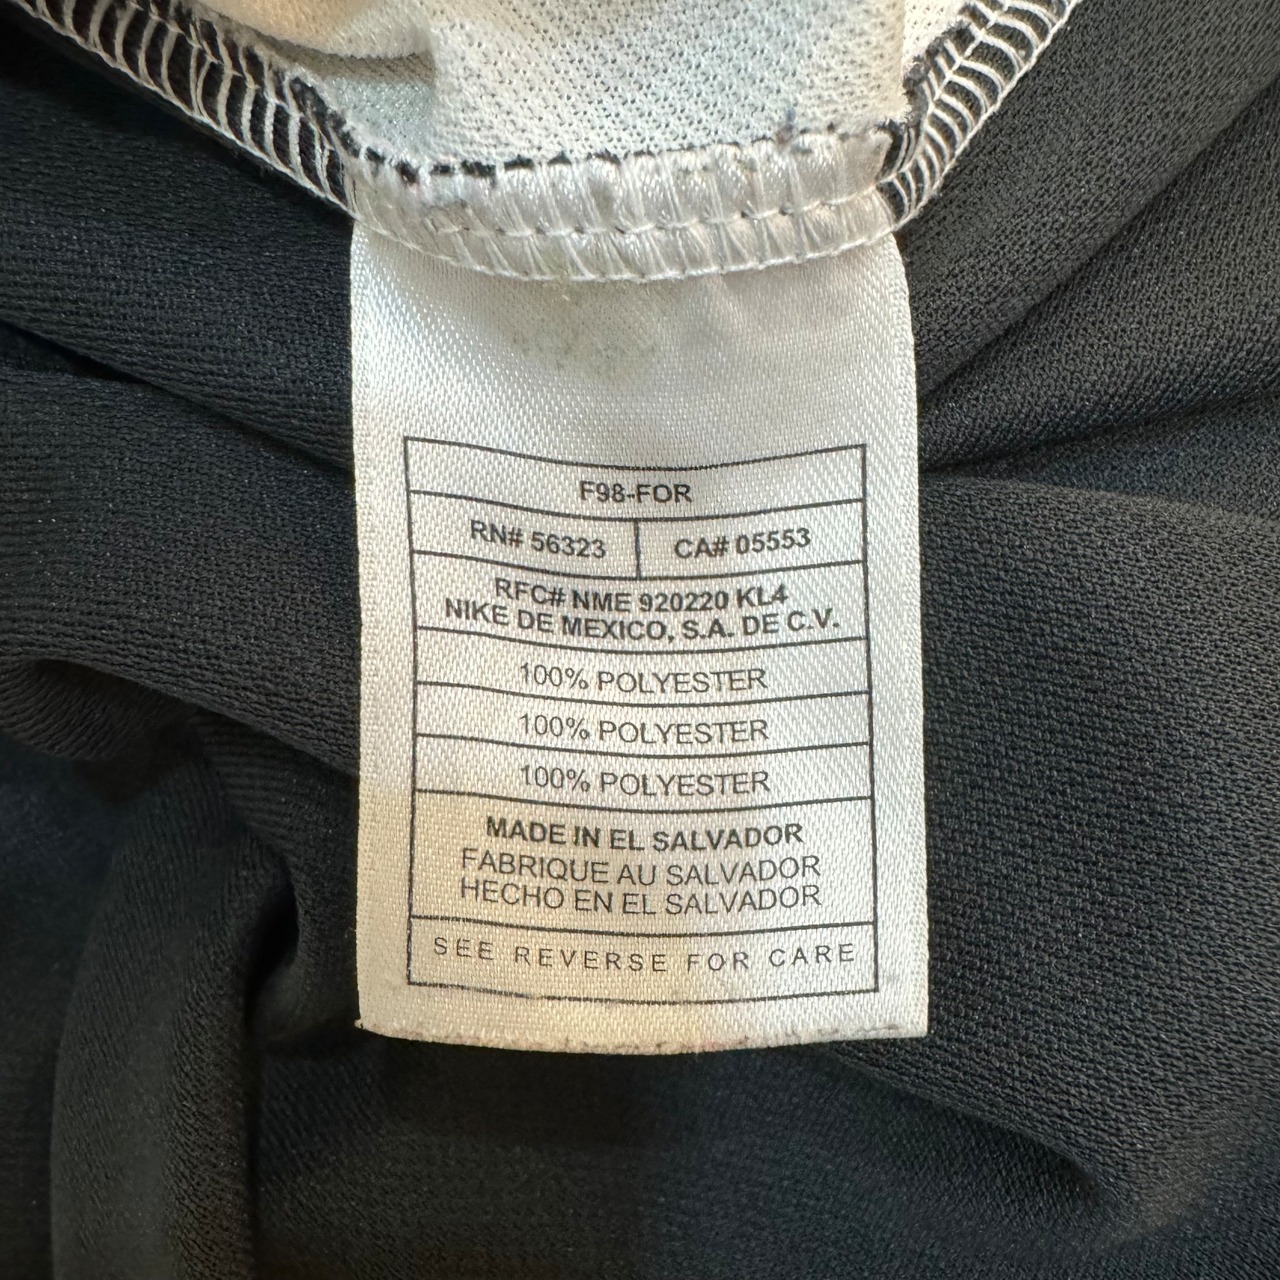 F98-FOR
RN# 56323 CA# 05553
RFC# NME 920220 KL4
NIKE DE MEXICO, S.A. DE C.V.
100% POLYESTER
100% POLYESTER
100% POLYESTER
MADE IN EL SALVADOR
FABRIQUE AU SALVADOR
HECHO EN EL SALVADOR
SEE REVERSE FOR CARE